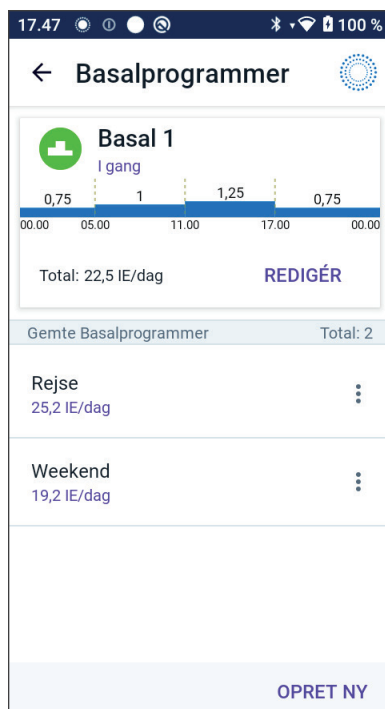 17.47 100 %
Basalprogrammer
Basal 1
I gang
0,75 1 1,25 0,75
00.00 05.00 11.00 17.00 00.00
Total: 22,5 IE/dag REDIGÉR
Gemte Basalprogrammer Total: 2
Rejse
25,2 IE/dag
Weekend
19,2 IE/dag
OPRET NY